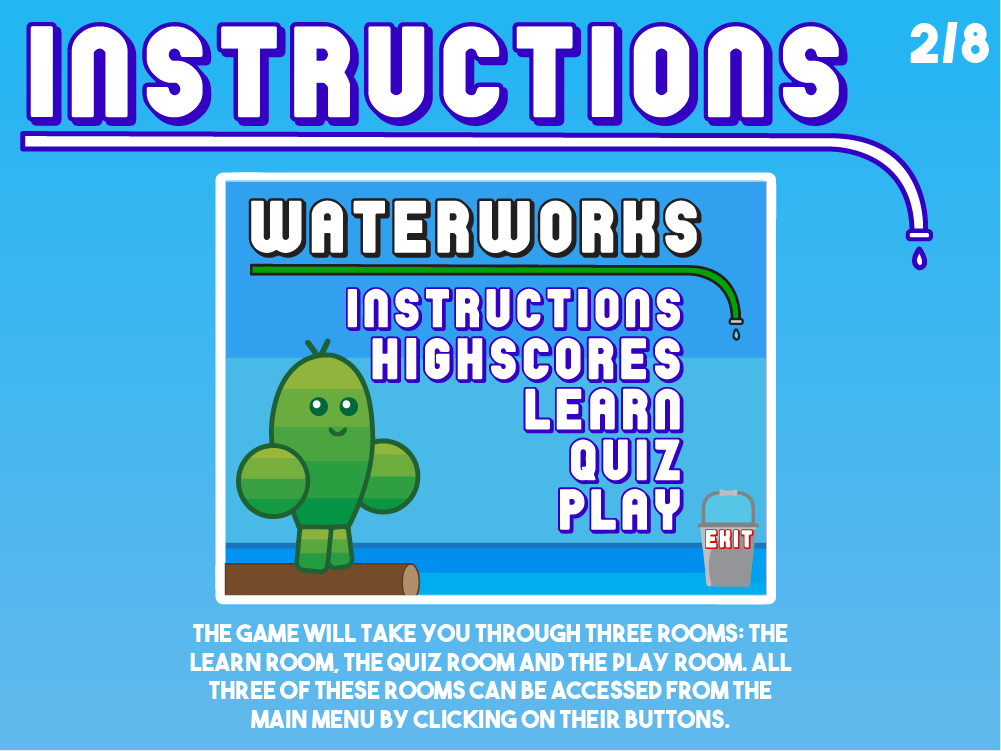 INSTRUCTIONS
2/8
WATERWORKS
INSTRUCTIONS
HIGHSCORES
LEARN
QUIZ
PLAY
EXIT
THE GAME WILL TAKE YOU THROUGH THREE ROOMS: THE
LEARN ROOM, THE QUIZ ROOM AND THE PLAY ROOM. ALL
THREE OF THESE ROOMS CAN BE ACCESSED FROM THE
MAIN MENU BY CLICKING ON THEIR BUTTONS.